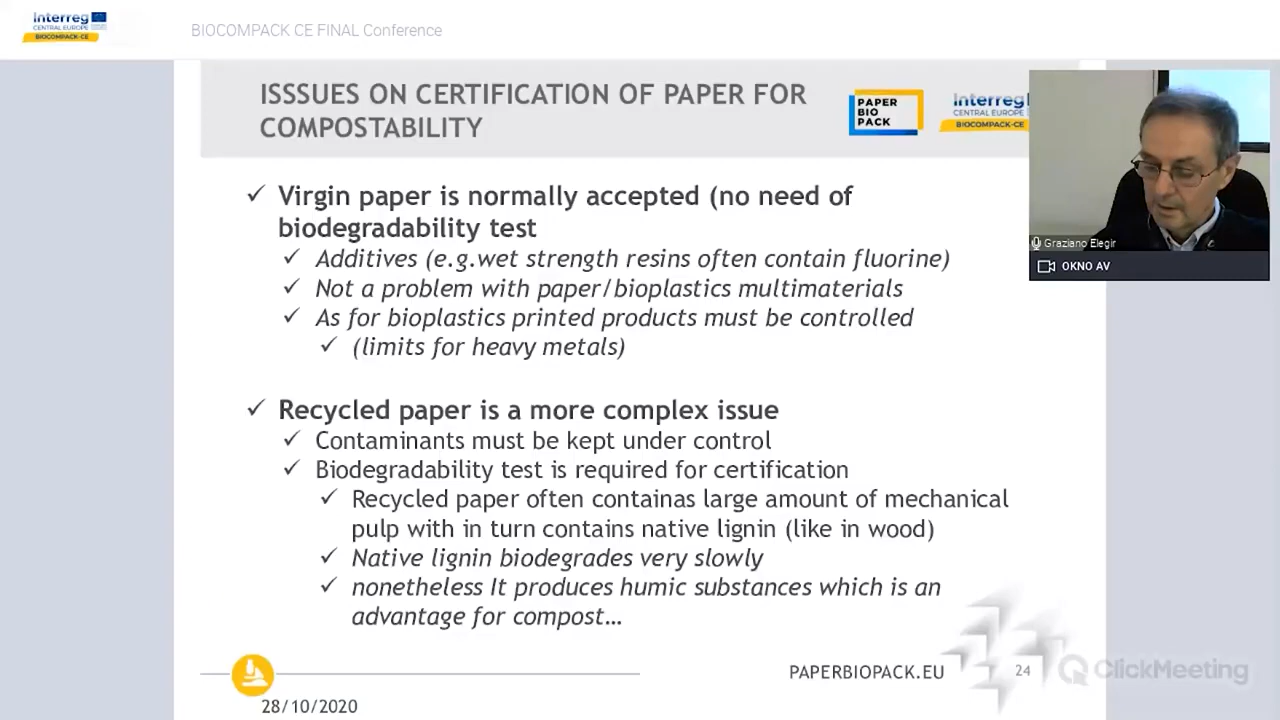 Interreg
CENTRAL EUROPE
BIOCOMPACK-CE
BIOCOMPACK CE FINAL Conference
ISSSUES ON CERTIFICATION OF PAPER FOR
COMPOSTABILITY
PAPER
BIO
PACK
Interreg
CENTRAL EUROPE
BIOCOMPACK-CE
Graziano Elegir
OKNO AV
✓ Virgin paper is normally accepted (no need of
biodegradability test
✓ Additives (e.g.wet strength resins often contain fluorine)
✓ Not a problem with paper/bioplastics multimaterials
✓ As for bioplastics printed products must be controlled
✓ (limits for heavy metals)
✓ Recycled paper is a more complex issue
✓ Contaminants must be kept under control
✓ Biodegradability test is required for certification
✓ Recycled paper often containas large amount of mechanical
pulp with in turn contains native lignin (like in wood)
✓ Native lignin biodegrades very slowly
✓ nonetheless It produces humic substances which is an
advantage for compost…
PAPERBIOPACK.EU
24
ClickMeeting
28/10/2020